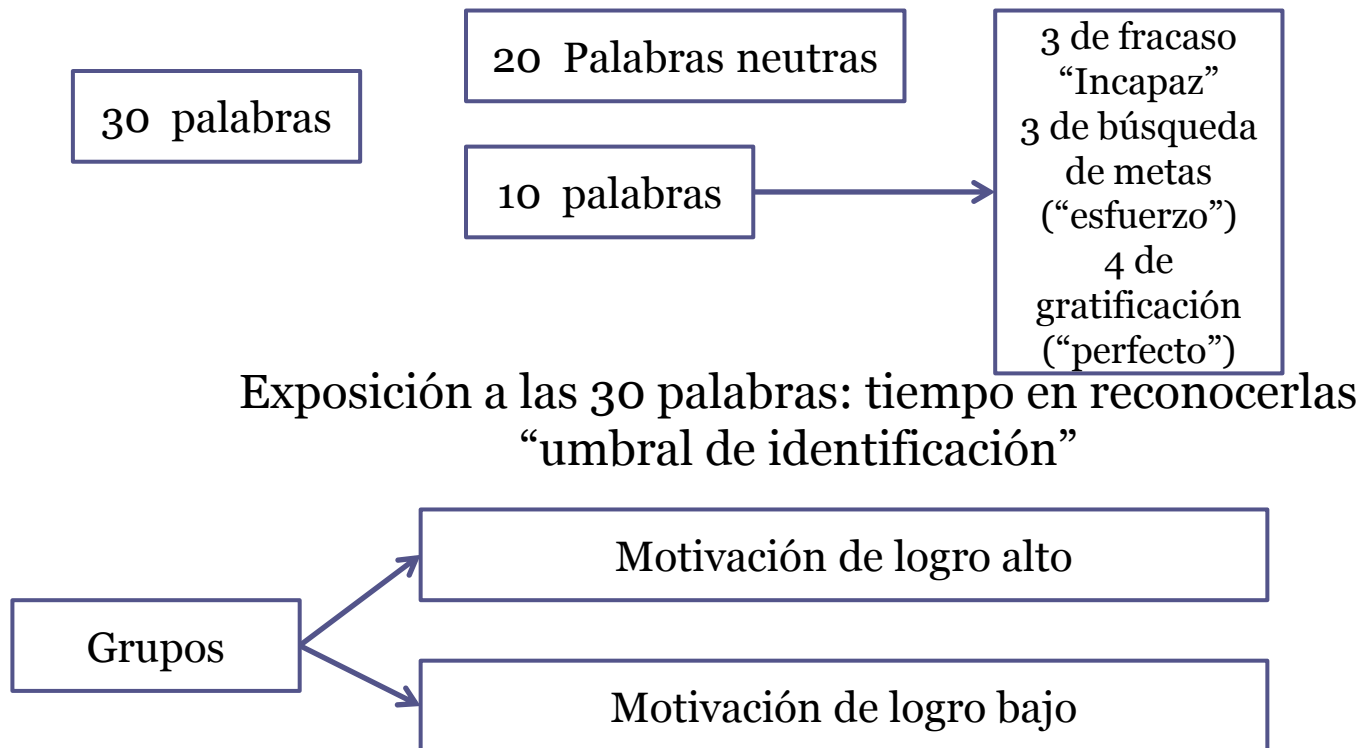 30 palabras
20 Palabras neutras
10 palabras
3 de fracaso
“Incapaz”
3 de búsqueda
de metas
(“esfuerzo”)
4 de
gratificación
(“perfecto”)
Exposición a las 30 palabras: tiempo en reconocerlas
“umbral de identificación”
Grupos
Motivación de logro alto
Motivación de logro bajo